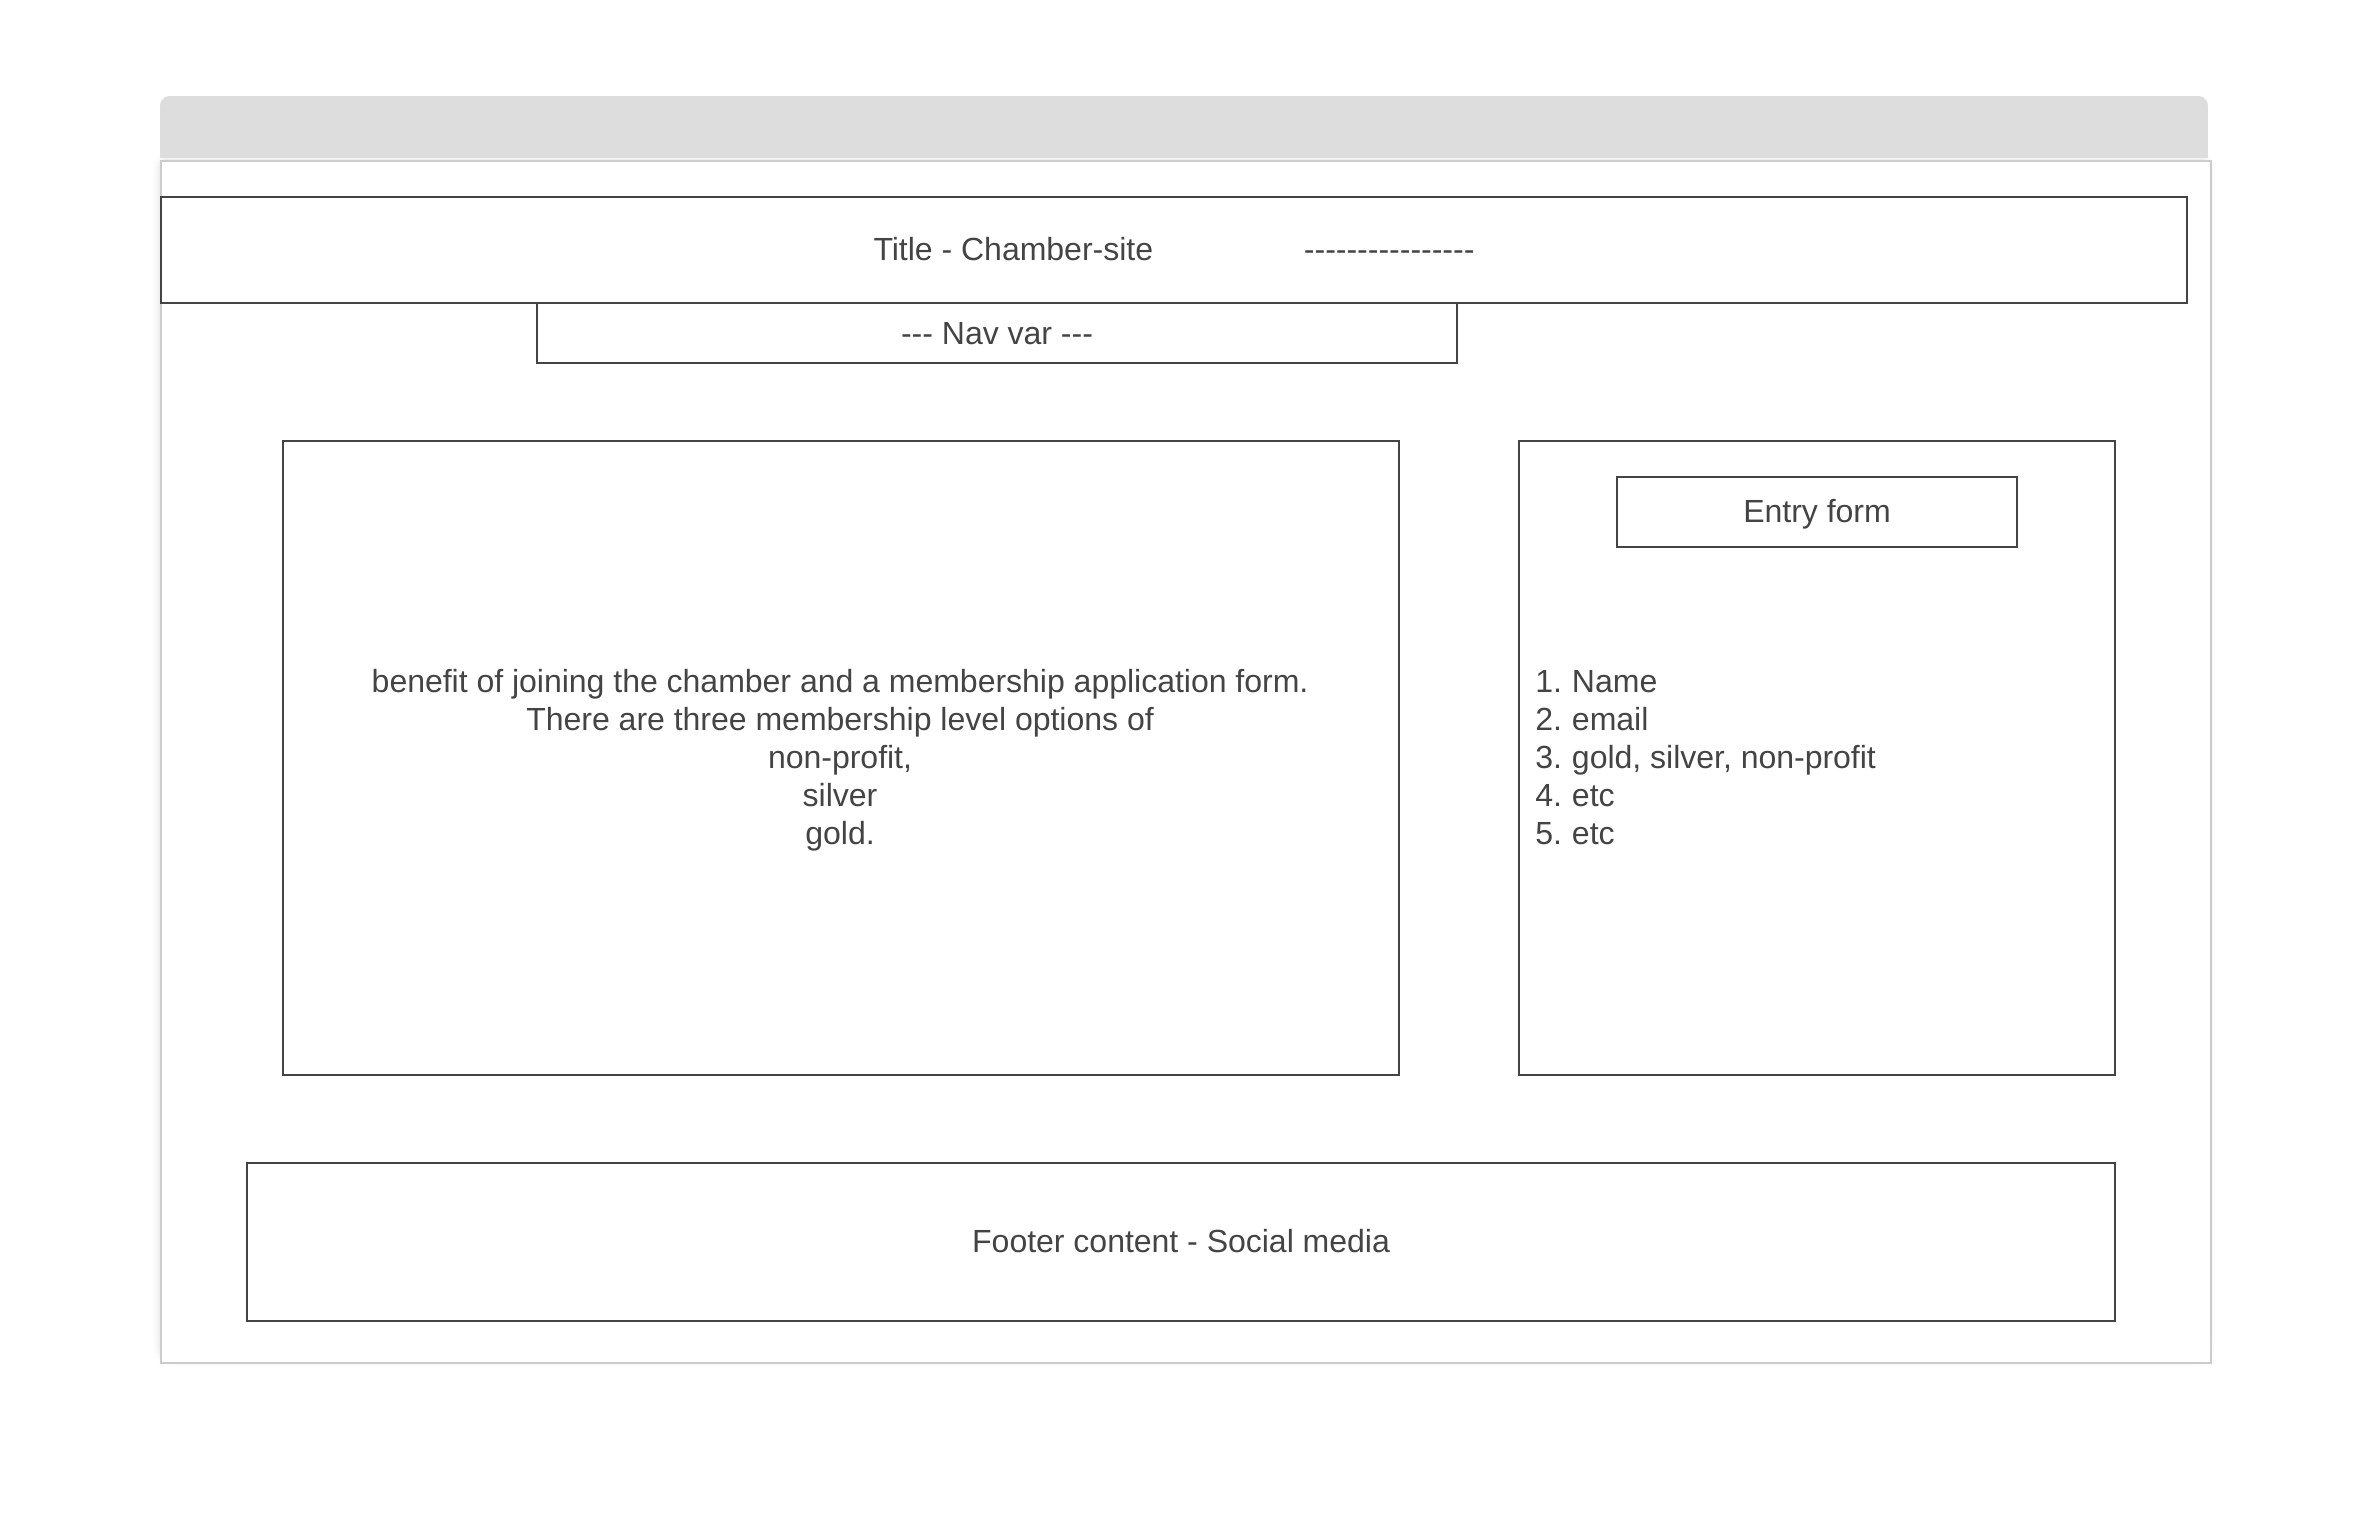 Title - Chamber-site ----------------
--- Nav var ---
benefit of joining the chamber and a membership application form.
There are three membership level options of
non-profit,
silver
gold.
Entry form
1. Name
2. email
3. gold, silver, non-profit
4. etc
5. etc
Footer content - Social media